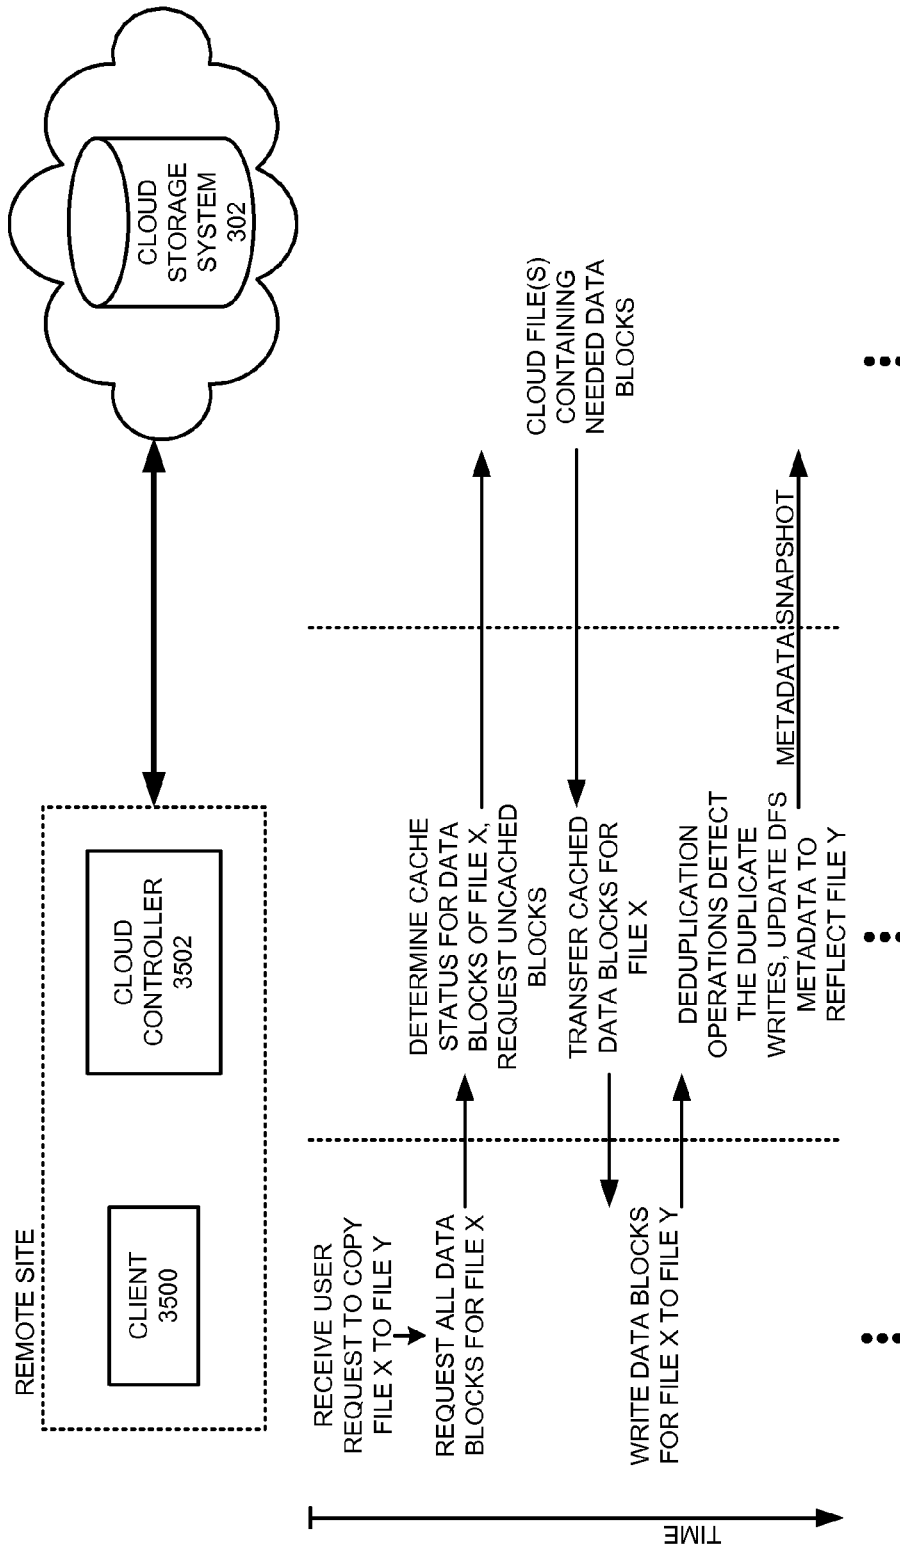 REMOTE SITE
CLIENT
3500
CLOUD
CONTROLLER
3502
CLOUD
STORAGE
SYSTEM
302
TIME
RECEIVE USER
REQUEST TO COPY
FILE X TO FILE Y
REQUEST ALL DATA
BLOCKS FOR FILE X
DETERMINE CACHE
STATUS FOR DATA
BLOCKS OF FILE X,
REQUEST UNCACHED
BLOCKS
CLOUD FILE(S)
CONTAINING
NEEDED DATA
BLOCKS
TRANSFER CACHED
DATA BLOCKS FOR
FILE X
WRITE DATA BLOCKS
FOR FILE X TO FILE Y
DEDUPLICATION
OPERATIONS DETECT
THE DUPLICATE
WRITES, UPDATE DFS
METADATA TO
REFLECT FILE Y
METADATA SNAPSHOT